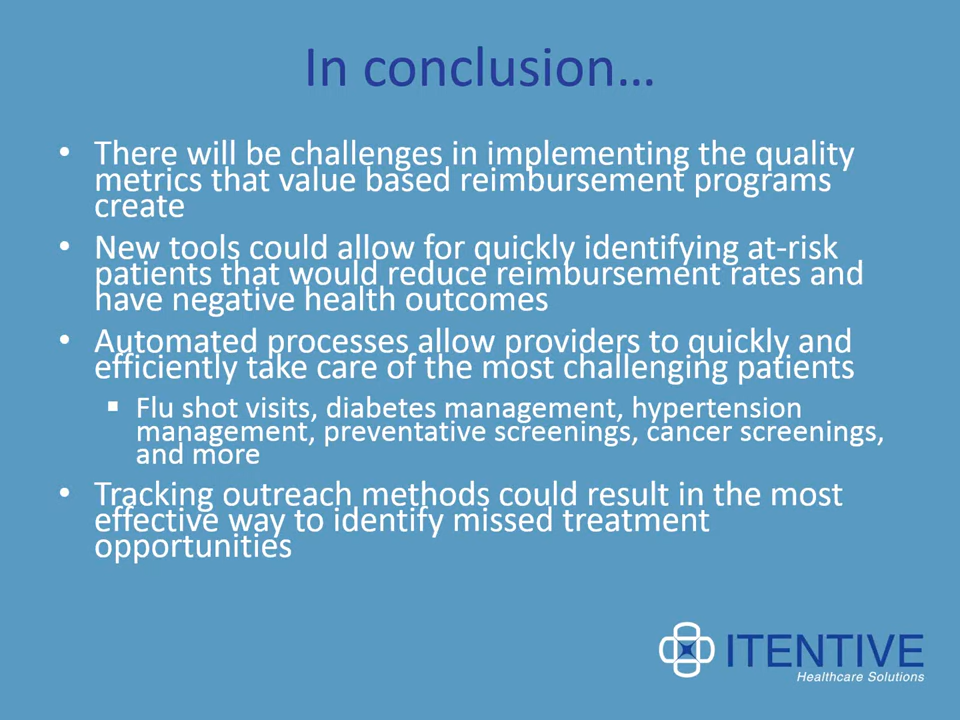 In conclusion…
• There will be challenges in implementing the quality
metrics that value based reimbursement programs
create
• New tools could allow for quickly identifying at-risk
patients that would reduce reimbursement rates and
have negative health outcomes
• Automated processes allow providers to quickly and
efficiently take care of the most challenging patients
▪ Flu shot visits, diabetes management, hypertension
management, preventative screenings, cancer screenings,
and more
• Tracking outreach methods could result in the most
effective way to identify missed treatment
opportunities
ITENTIVE
Healthcare Solutions